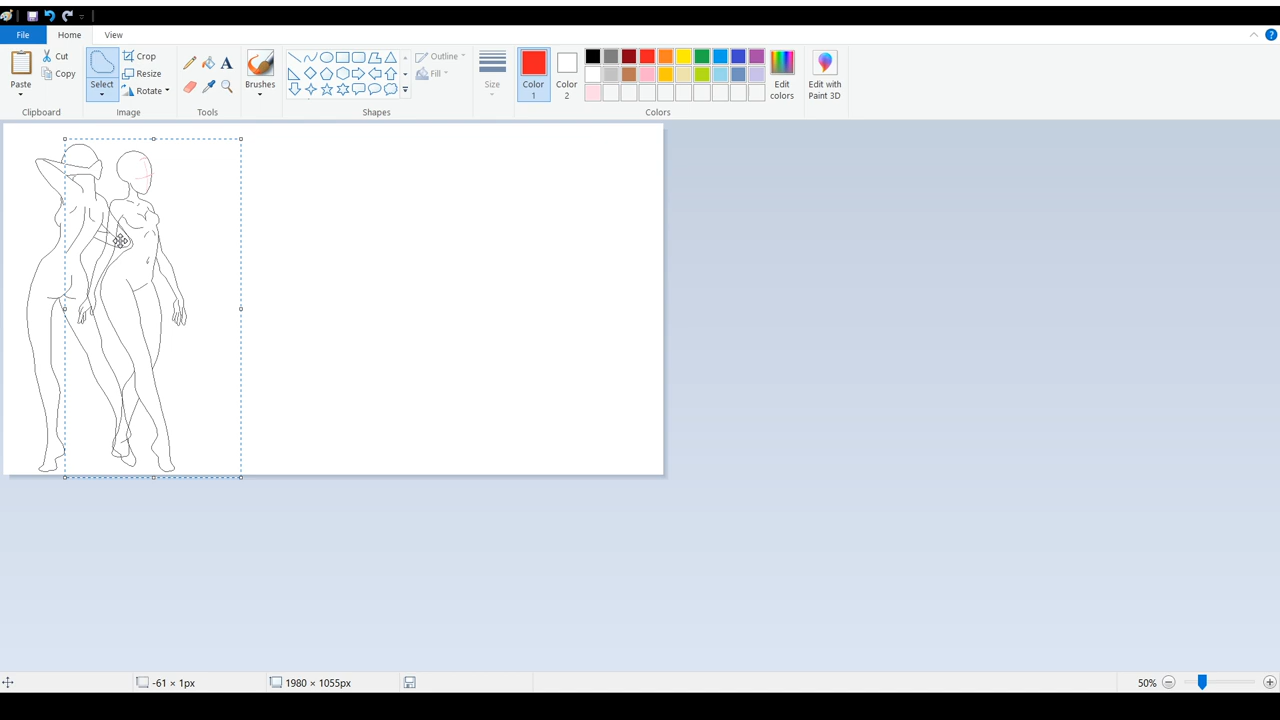 File Home View
Paste Cut Copy Clipboard
Select Crop Resize Rotate Image
Tools
Brushes
Shapes Outline Fill
Size
Color 1 Color 2 Edit colors Colors
Edit with Paint 3D
-61 × 1px 1980 × 1055px 50%